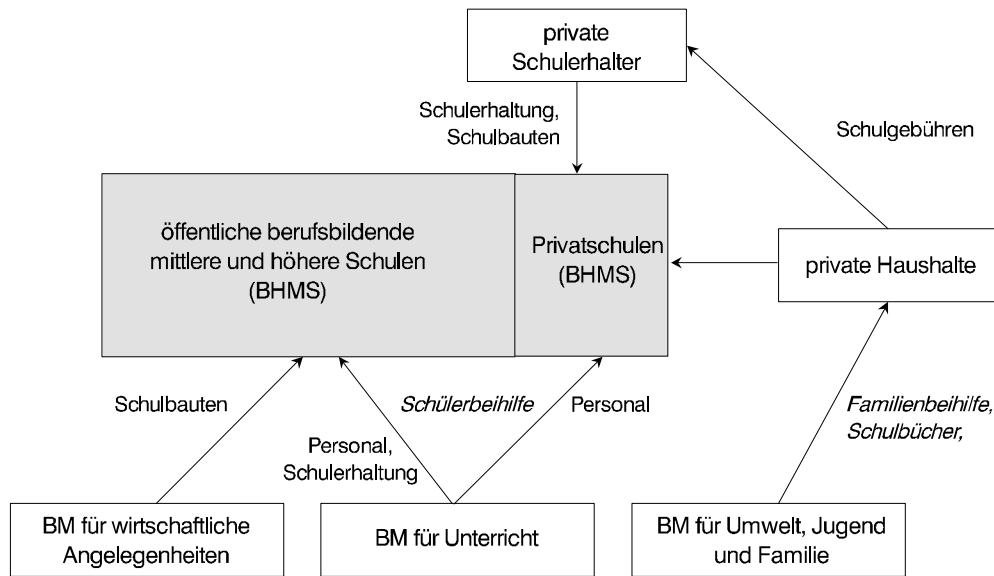 private
Schulerhalter
Schulerhaltung,
Schulbauten
Schulgebühren
öffentliche berufsbildende
mittlere und höhere Schulen
(BHMS)
Privatschulen
(BHMS)
private Haushalte
Schulbauten
Schülerbeihilfe
Personal
Personal,
Schulerhaltung
Familienbeihilfe,
Schulbücher,
BM für wirtschaftliche
Angelegenheiten
BM für Unterricht
BM für Umwelt, Jugend
und Familie